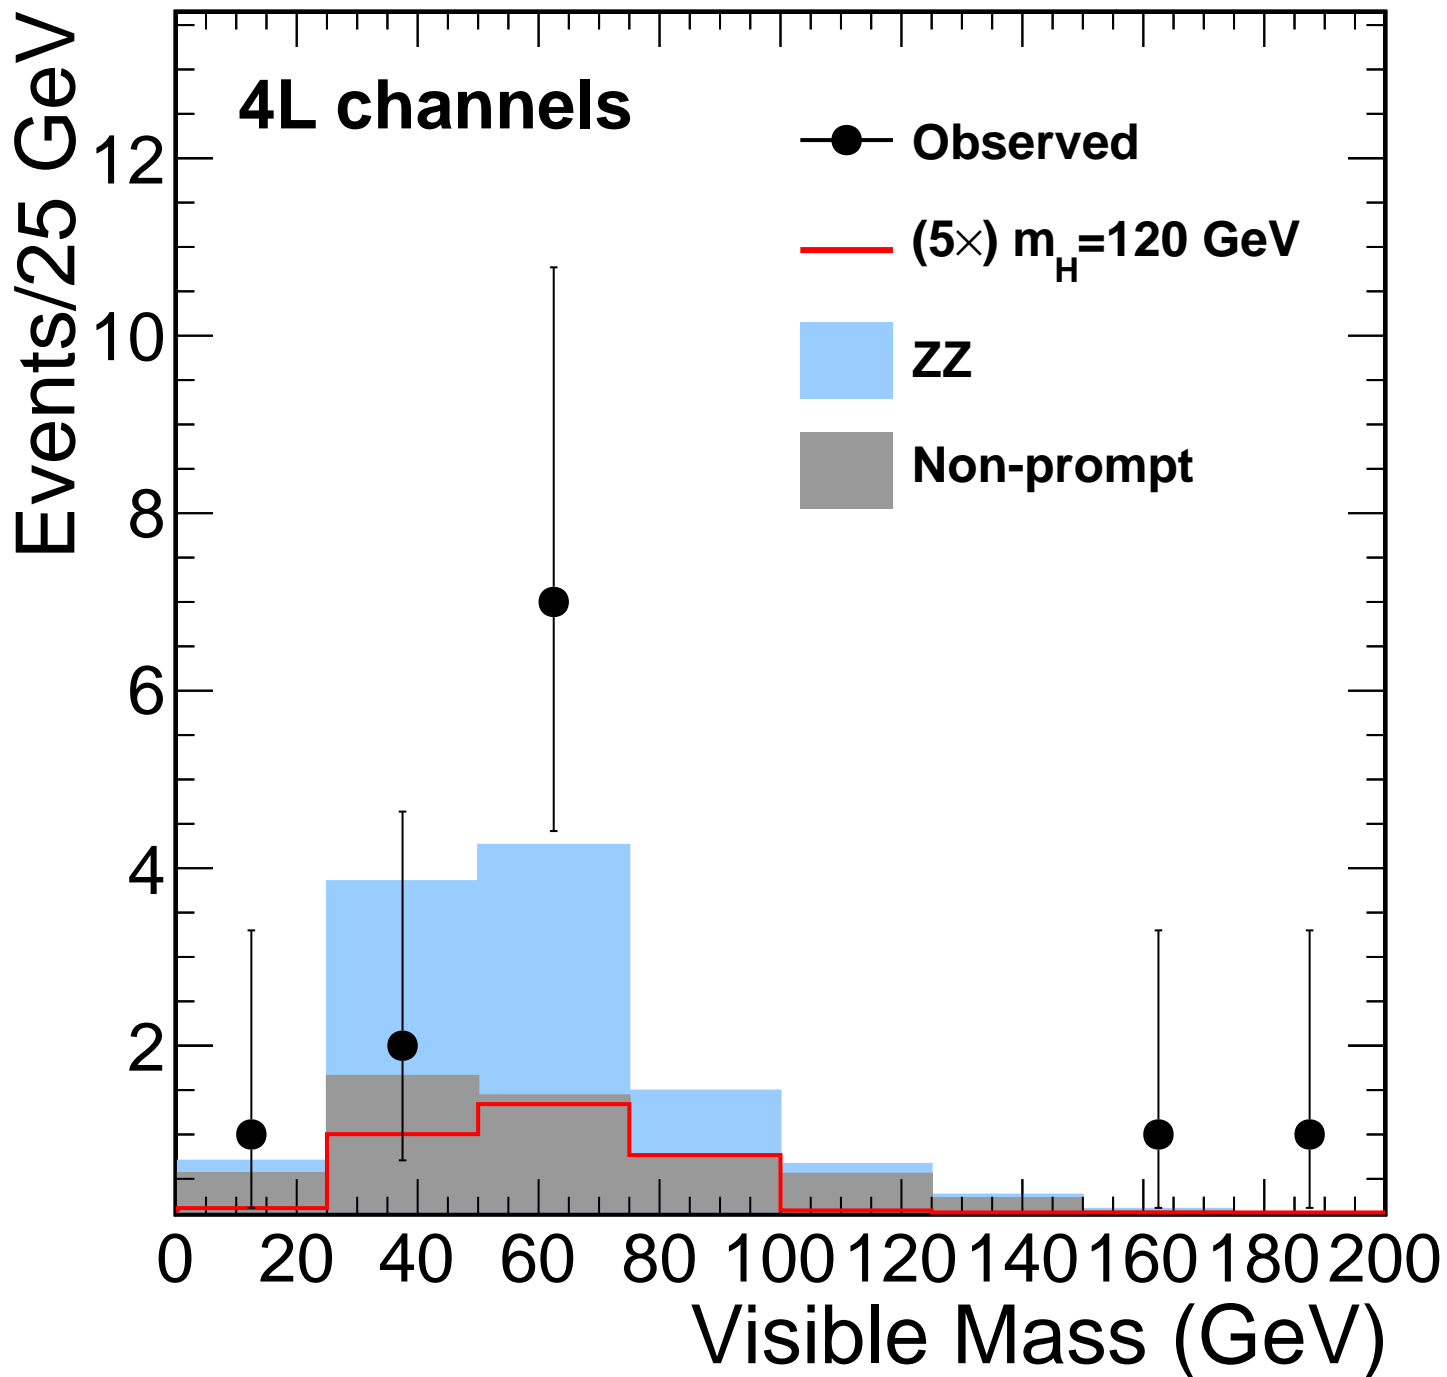 4L channels
Observed
(5×) m_H=120 GeV
ZZ
Non-prompt
Events/25 GeV
12
10
8
6
4
2
0 20 40 60 80 100 120 140 160 180 200
Visible Mass (GeV)